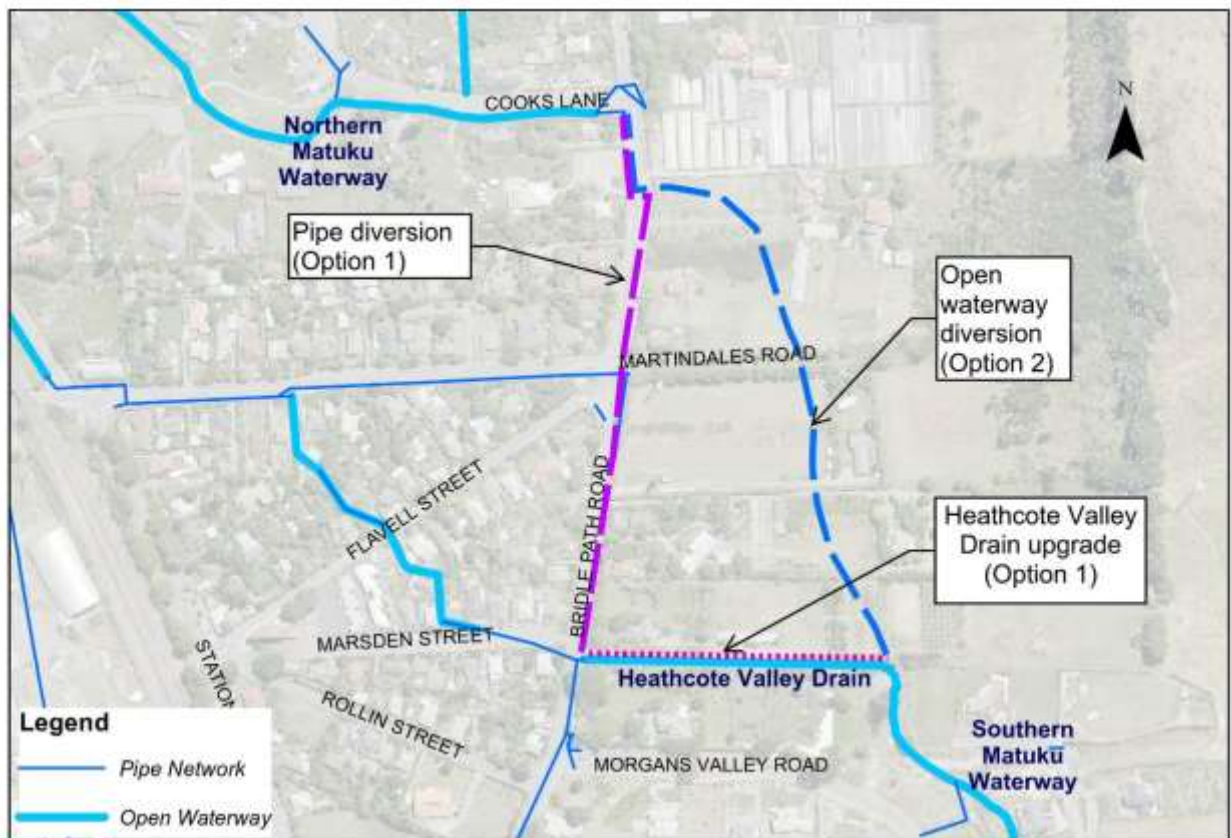 N
COOKS LANE
Northern
Matuku
Waterway
Pipe diversion
(Option 1)
Open
waterway
diversion
(Option 2)
MARTINDALES ROAD
FLAVELL STREET
BRIDLE PATH ROAD
Heathcote Valley
Drain upgrade
(Option 1)
MARSDEN STREET
Heathcote Valley Drain
STATION
ROLLIN STREET
MORGANS VALLEY ROAD
Southern
Matuku
Waterway
Legend
Pipe Network
Open Waterway